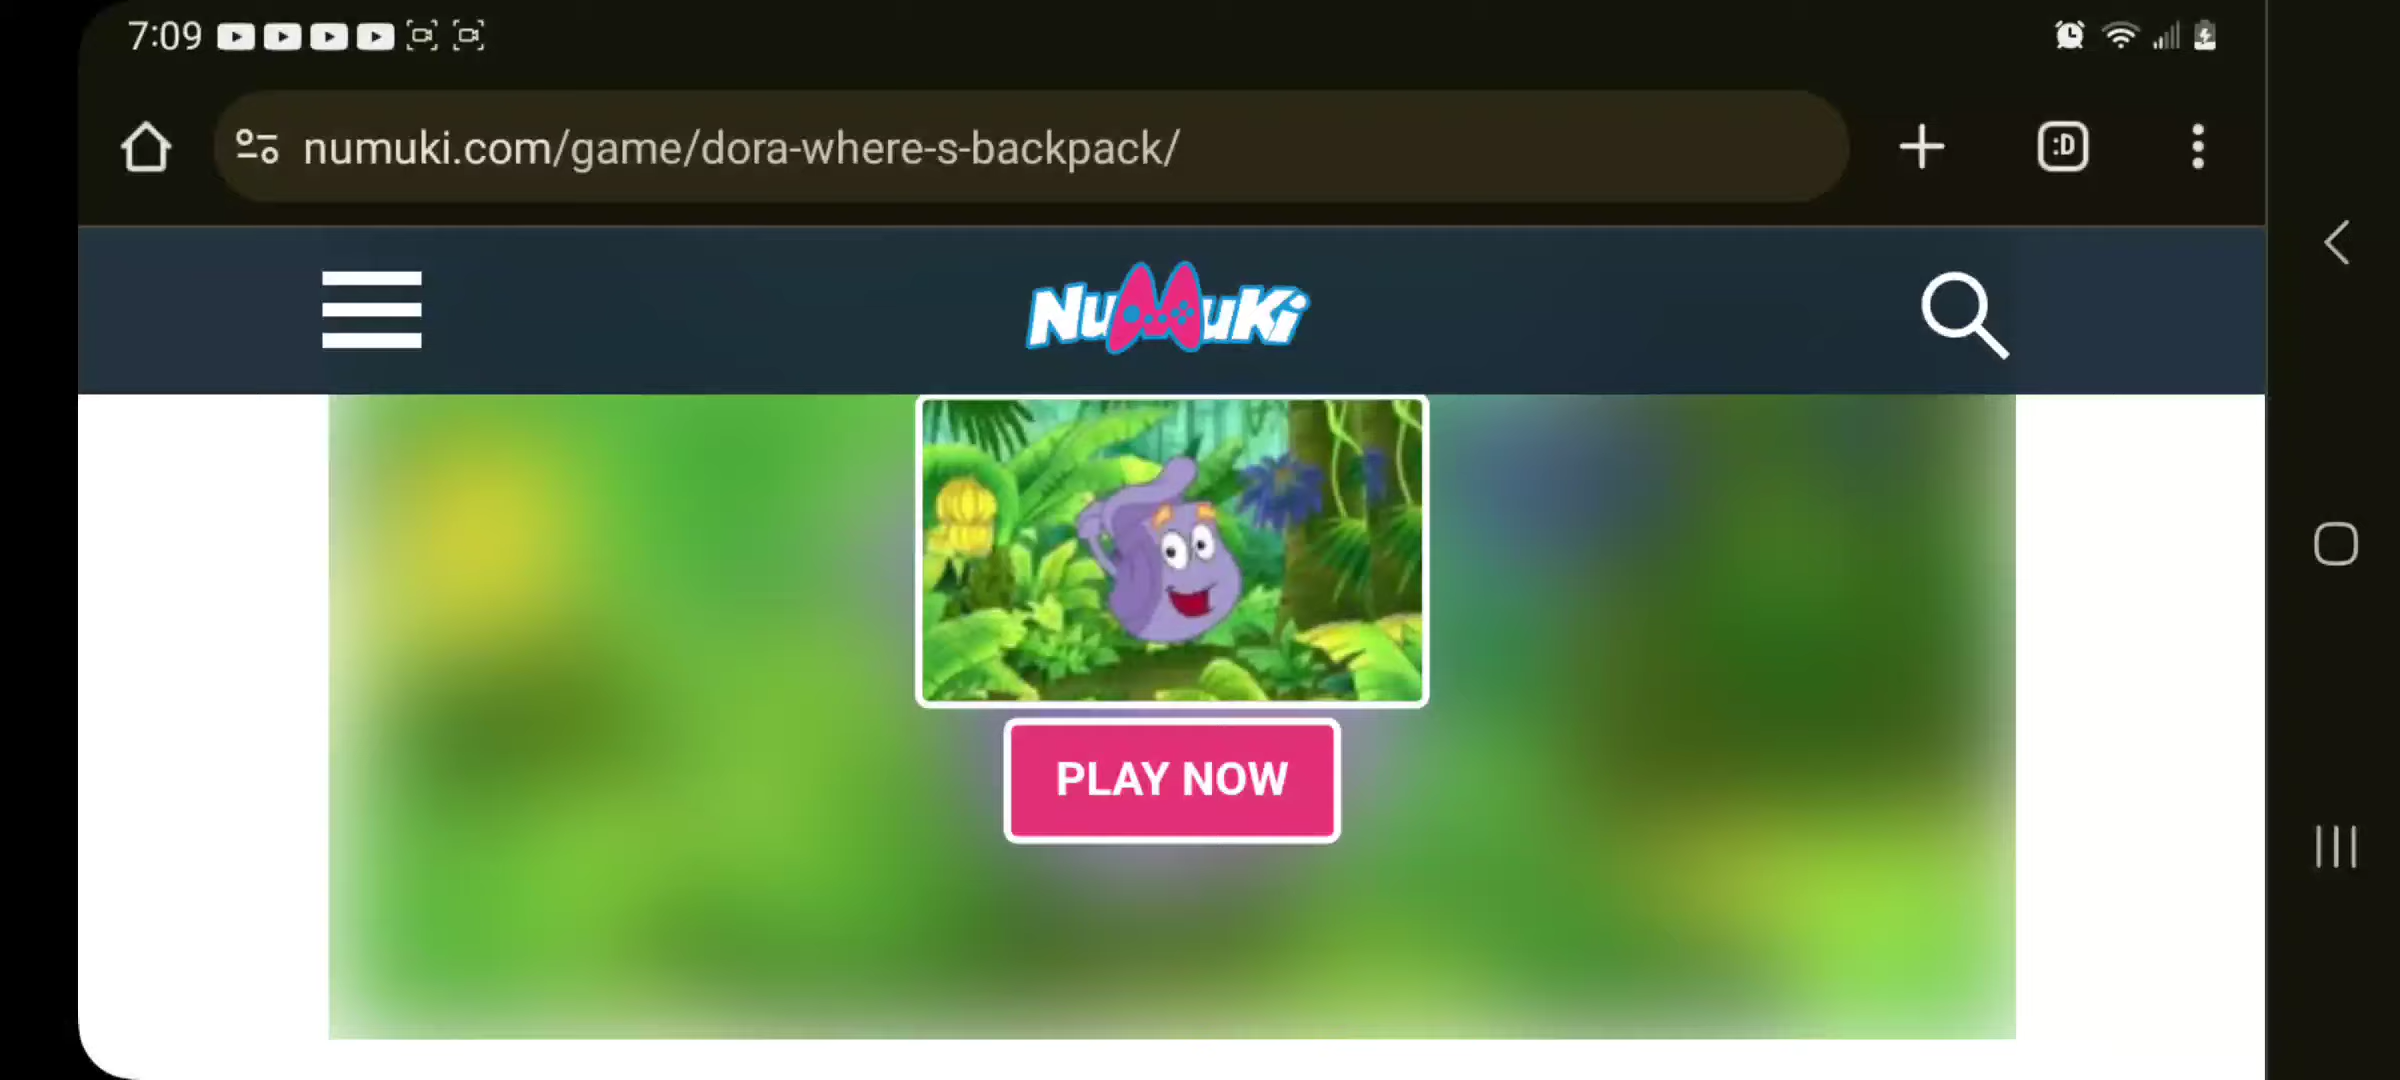 7:09
numuki.com/game/dora-where-s-backpack/
:D
NuMuKi
PLAY NOW